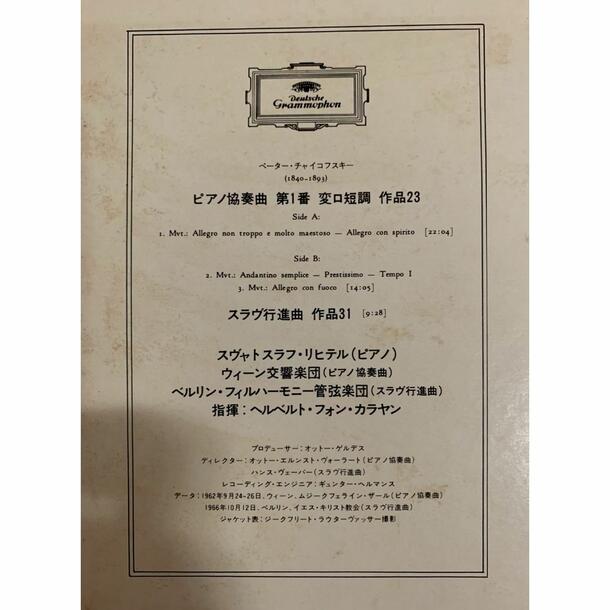 Deutsche
Grammophon
ペーター・チャイコフスキー
(1840-1893)
ピアノ協奏曲 第1番 変ロ短調 作品23
Side A:
1. Mvt.: Allegro non troppo e molto maestoso — Allegro con spirito [22:04]
Side B:
2. Mvt.: Andantino semplice — Prestissimo — Tempo I
3. Mvt.: Allegro con fuoco [14:05]
スラヴ行進曲 作品31 [9:28]
スヴャトスラフ・リヒテル(ピアノ)
ウィーン交響楽団(ピアノ協奏曲)
ベルリン・フィルハーモニー管弦楽団(スラヴ行進曲)
指揮:ヘルベルト・フォン・カラヤン
プロデューサー:オットー・ゲルデス
ディレクター:オットー・エルンスト・ヴォーラート(ピアノ協奏曲)
ハンス・ヴェーバー(スラヴ行進曲)
レコーディング・エンジニア:ギュンター・ヘルマンス
データ:1962年9月24-26日、ウィーン、ムジークフェライン・ザール(ピアノ協奏曲)
1966年10月12日、ベルリン、イエス・キリスト教会(スラヴ行進曲)
ジャケット表:ジークフリート・ラウターヴァッサー撮影